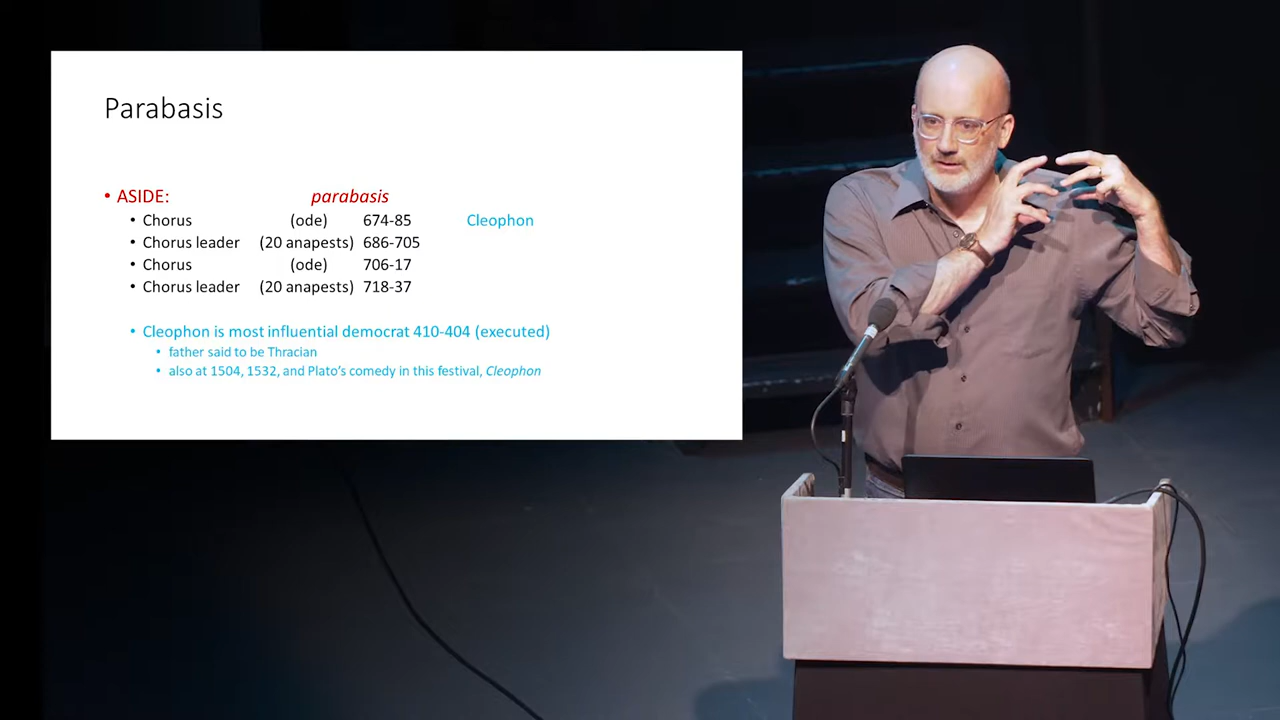 Parabasis
• ASIDE: parabasis
• Chorus (ode) 674-85 Cleophon
• Chorus leader (20 anapests) 686-705
• Chorus (ode) 706-17
• Chorus leader (20 anapests) 718-37
• Cleophon is most influential democrat 410-404 (executed)
• father said to be Thracian
• also at 1504, 1532, and Plato's comedy in this festival, Cleophon